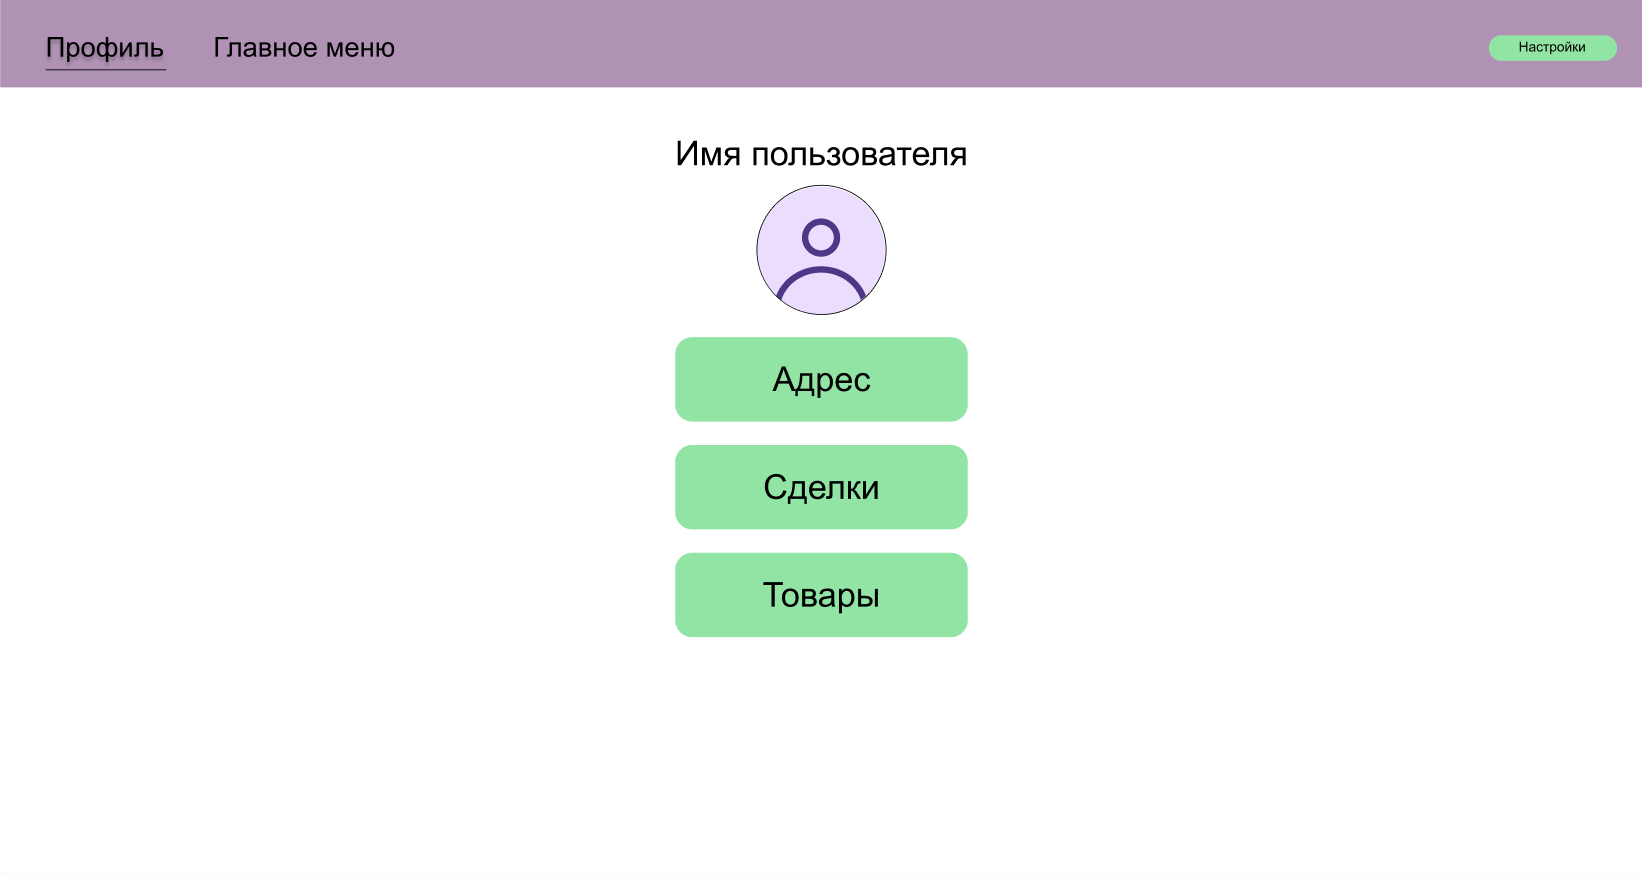 Профиль
Главное меню
Настройки
Имя пользователя
Адрес
Сделки
Товары